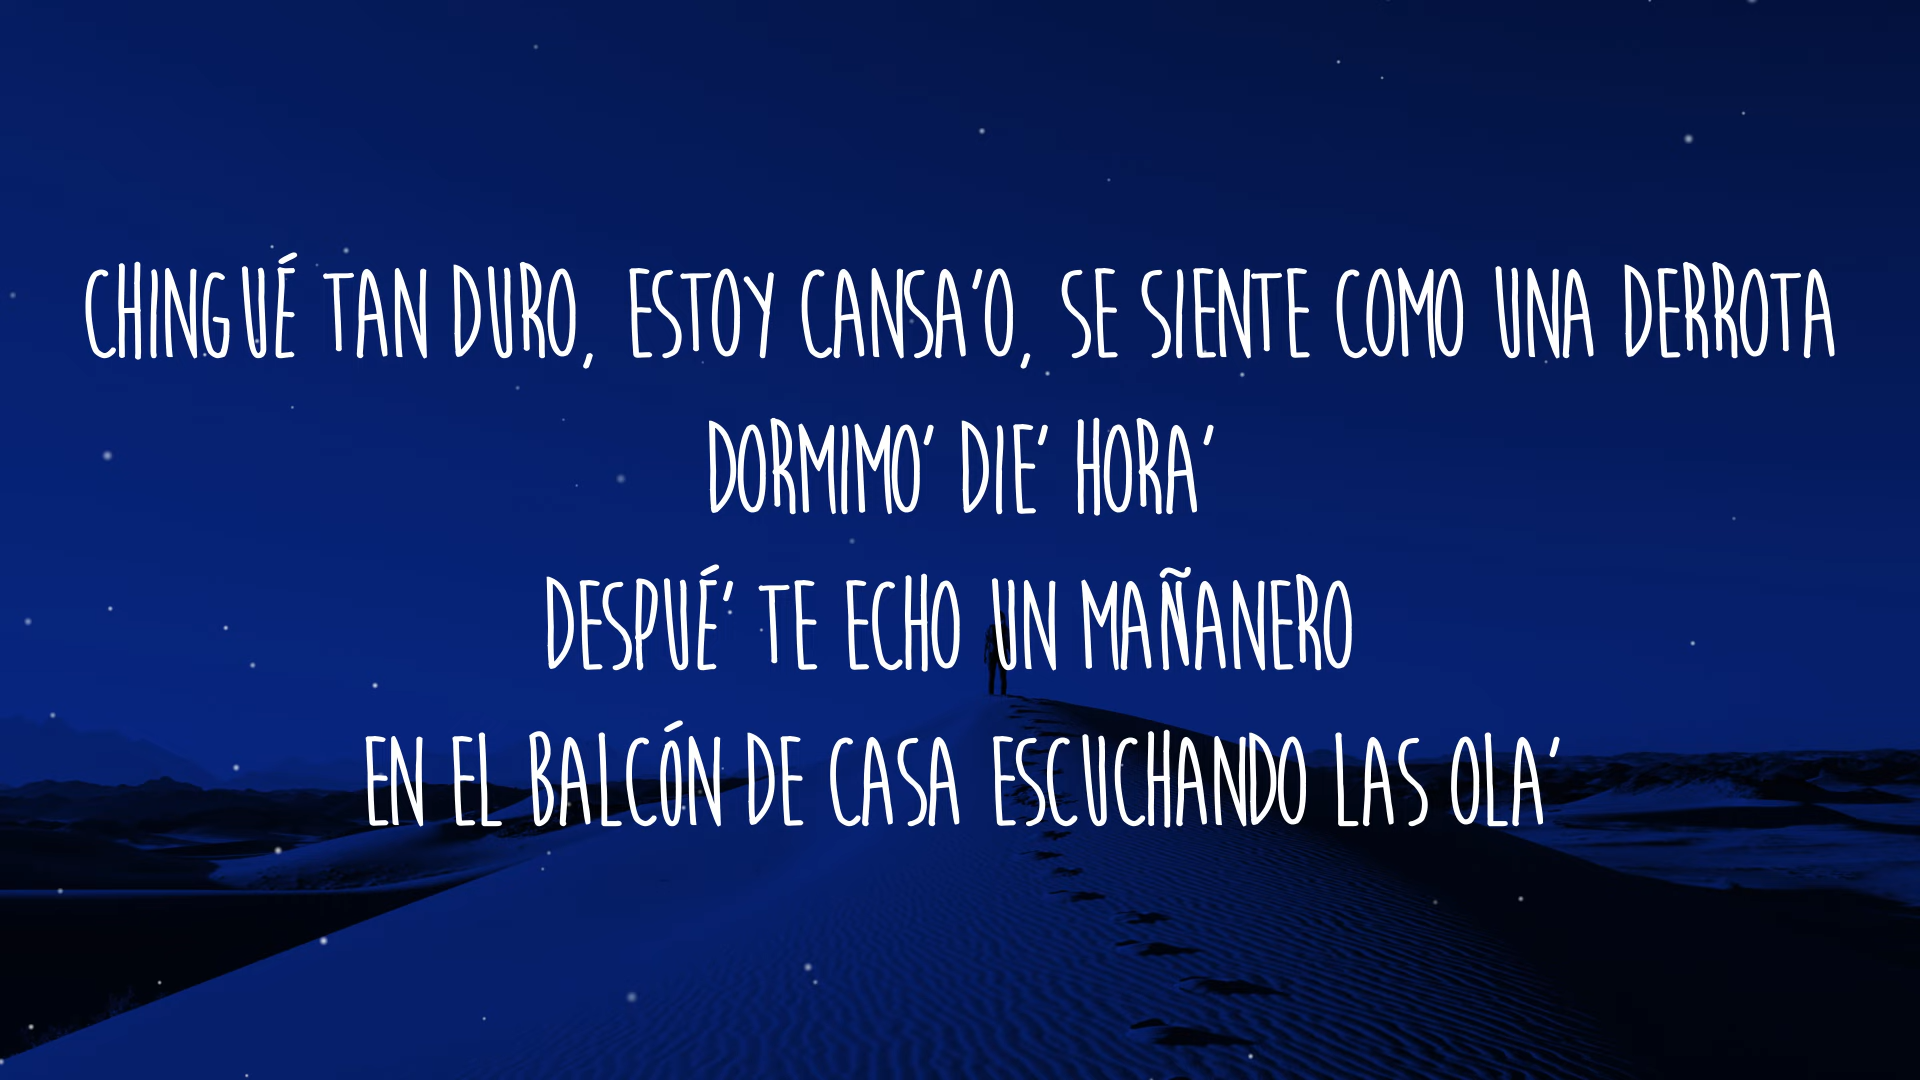 CHINGUÉ TAN DURO, ESTOY CANSA'O, SE SIENTE COMO UNA DERROTA
DORMIMO' DIE' HORA'
DESPUÉ' TE ECHO UN MAÑANERO
EN EL BALCÓN DE CASA ESCUCHANDO LAS OLA'